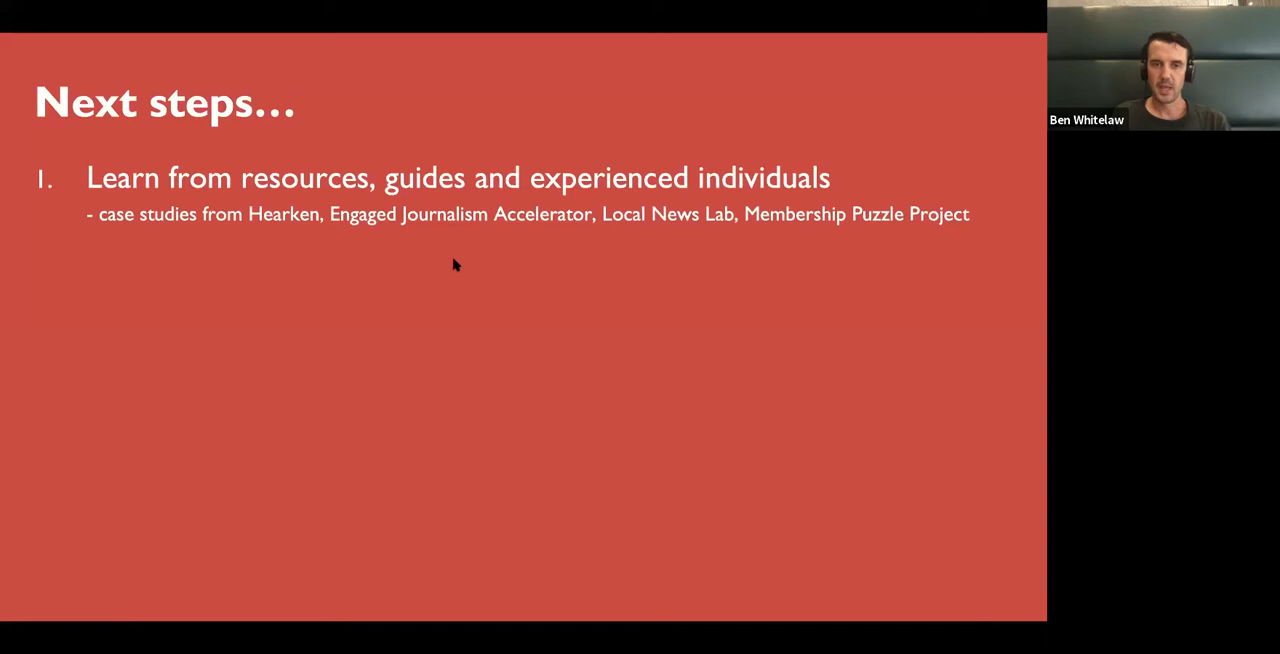 Next steps...
1. Learn from resources, guides and experienced individuals
- case studies from Hearken, Engaged Journalism Accelerator, Local News Lab, Membership Puzzle Project
Ben Whitelaw